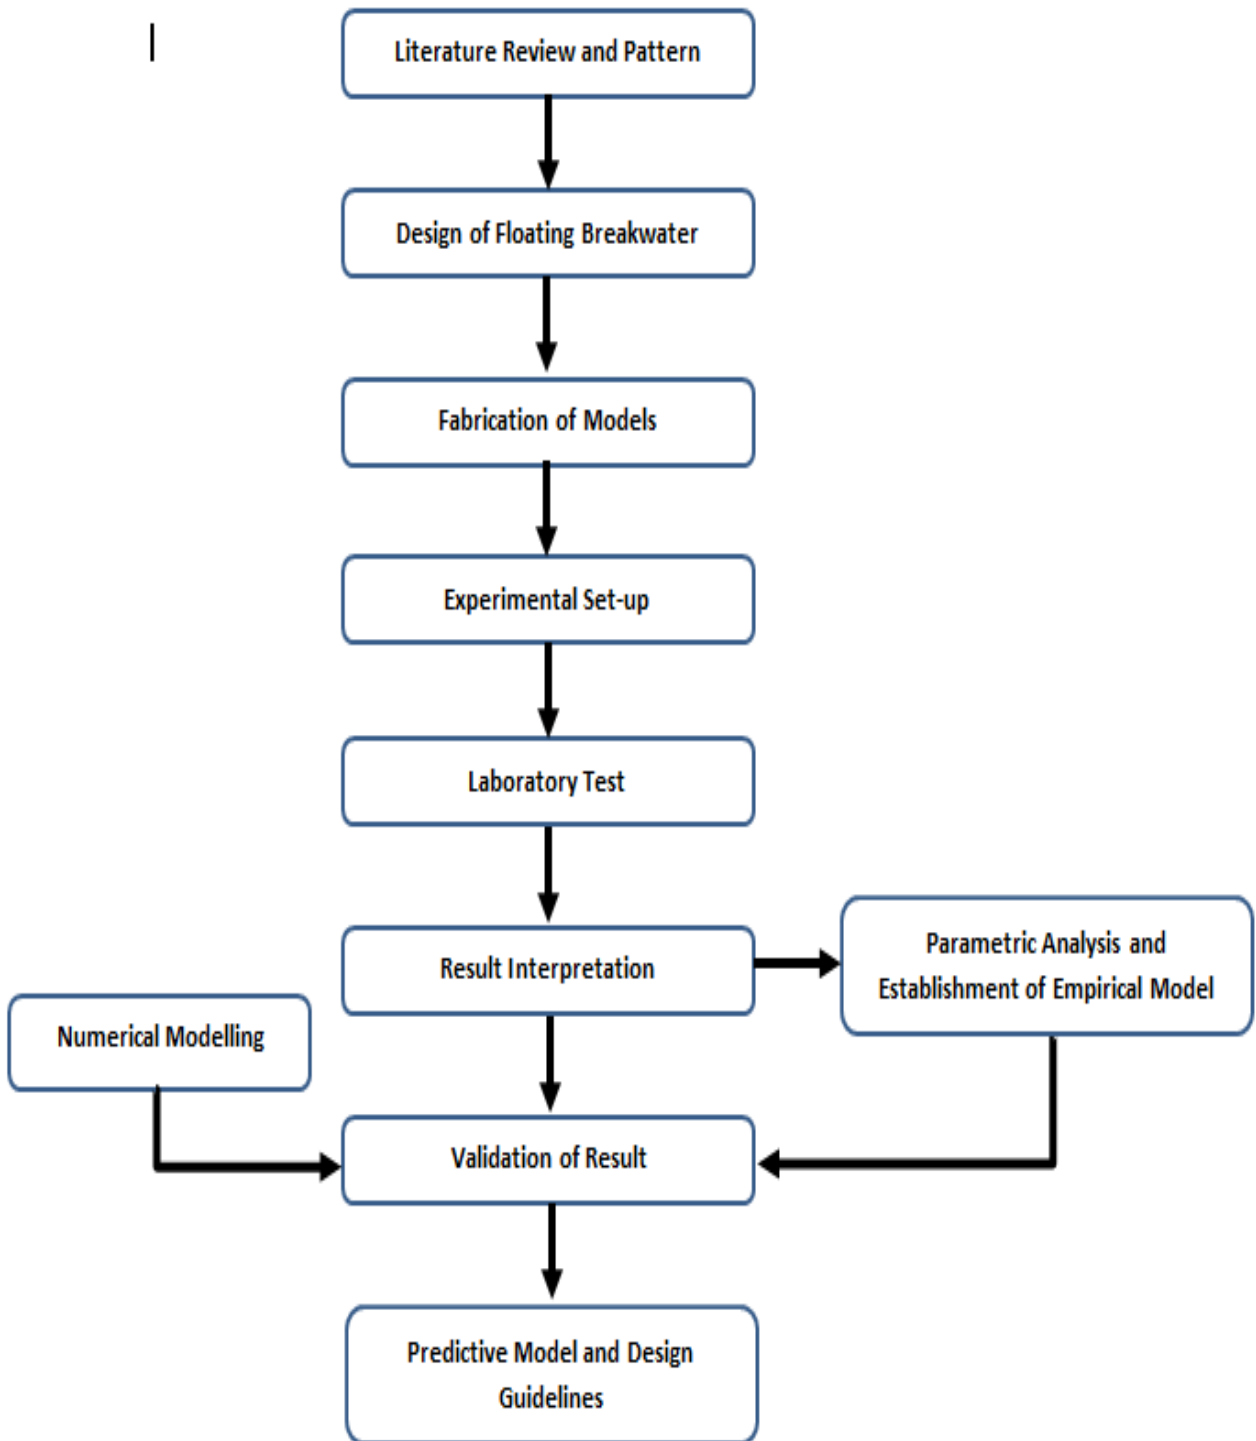 Literature Review and Pattern
Design of Floating Breakwater
Fabrication of Models
Experimental Set-up
Laboratory Test
Result Interpretation
Parametric Analysis and
Establishment of Empirical Model
Numerical Modelling
Validation of Result
Predictive Model and Design
Guidelines